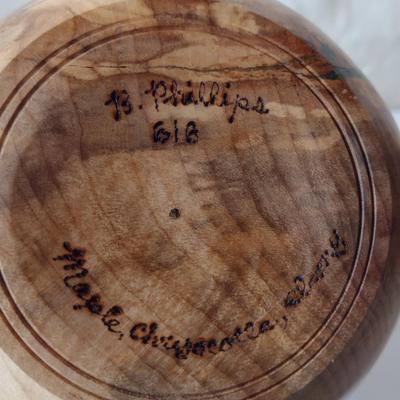 B. Phillips
616
Maple, Chrysocolla,